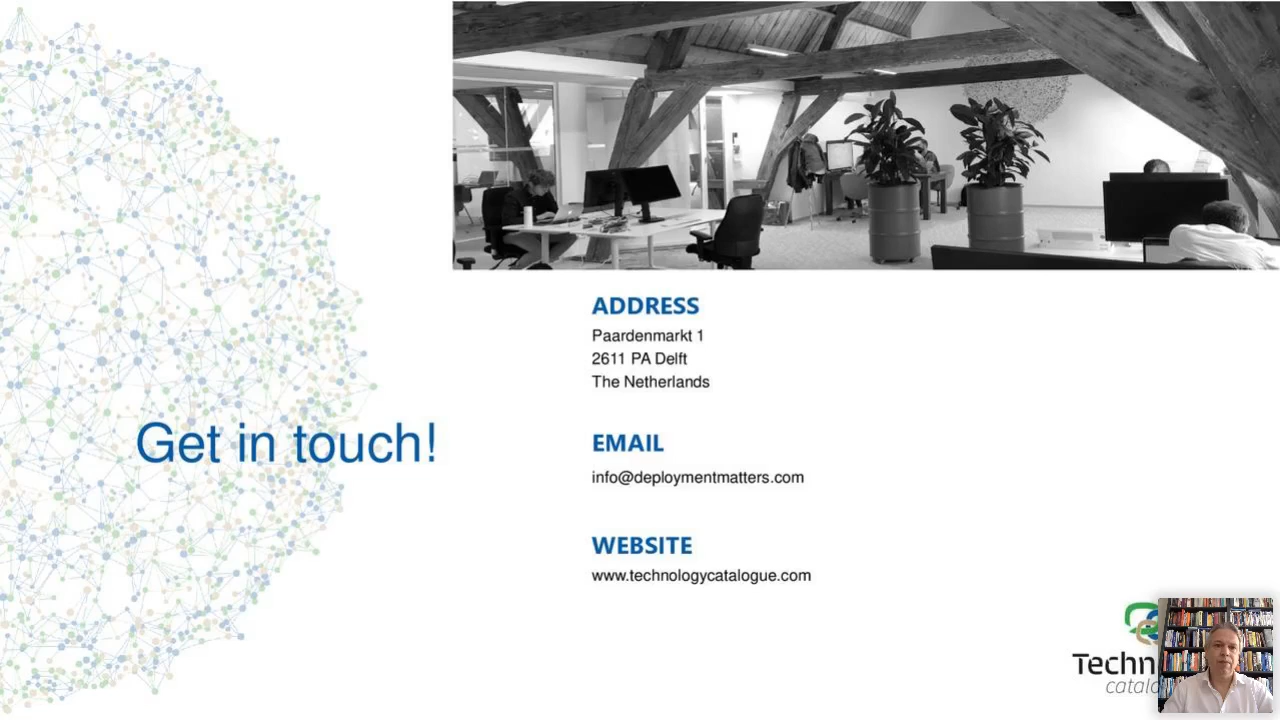 Get in touch!
ADDRESS
Paardenmarkt 1
2611 PA Delft
The Netherlands
EMAIL
info@deploymentmatters.com
WEBSITE
www.technologycatalogue.com